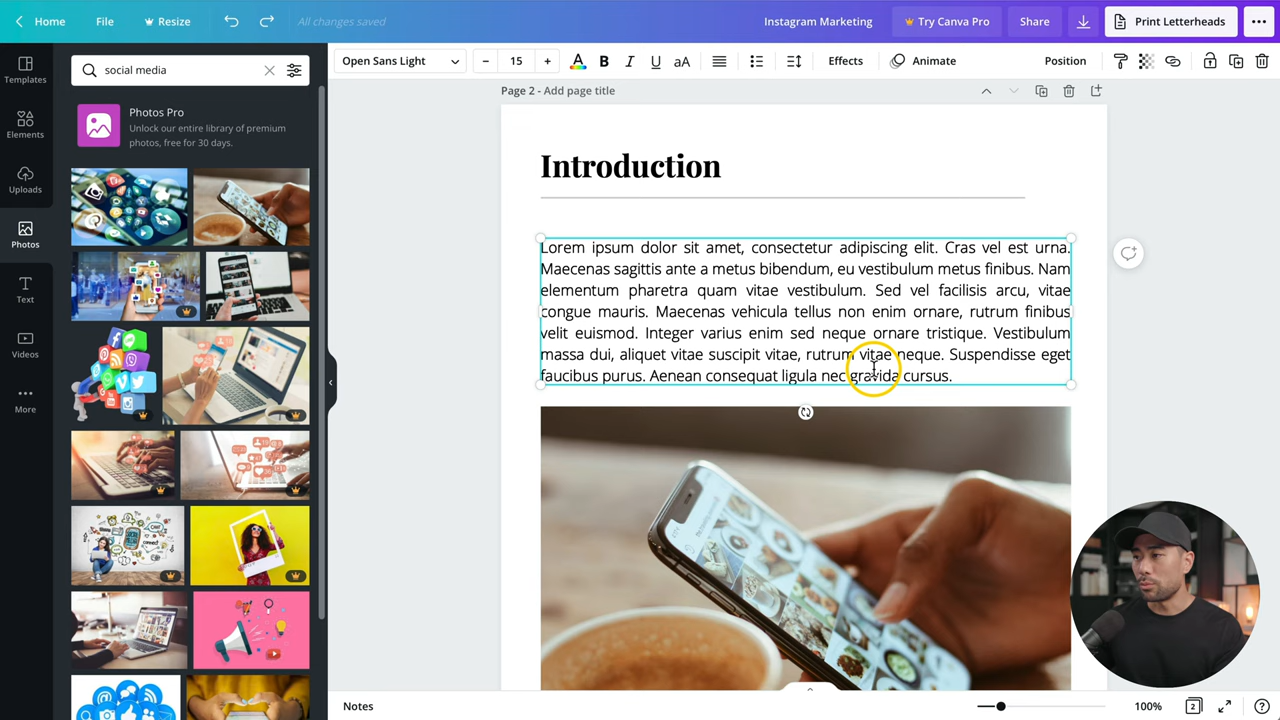 Home
File
Resize
All changes saved
Instagram Marketing
Try Canva Pro
Share
Print Letterheads
Templates
Elements
Uploads
Photos
Text
Videos
More
social media
Photos Pro
Unlock our entire library of premium
photos, free for 30 days.
Open Sans Light
15
A
B
I
U
aA
Effects
Animate
Position
Page 2 - Add page title
Introduction
Lorem ipsum dolor sit amet, consectetur adipiscing elit. Cras vel est urna.
Maecenas sagittis ante a metus bibendum, eu vestibulum metus finibus. Nam
elementum pharetra quam vitae vestibulum. Sed vel facilisis arcu, vitae
congue mauris. Maecenas vehicula tellus non enim ornare, rutrum finibus
velit euismod. Integer varius enim sed neque ornare tristique. Vestibulum
massa dui, aliquet vitae suscipit vitae, rutrum vitae neque. Suspendisse eget
faucibus purus. Aenean consequat ligula nec gravida cursus.
Notes
100%
2